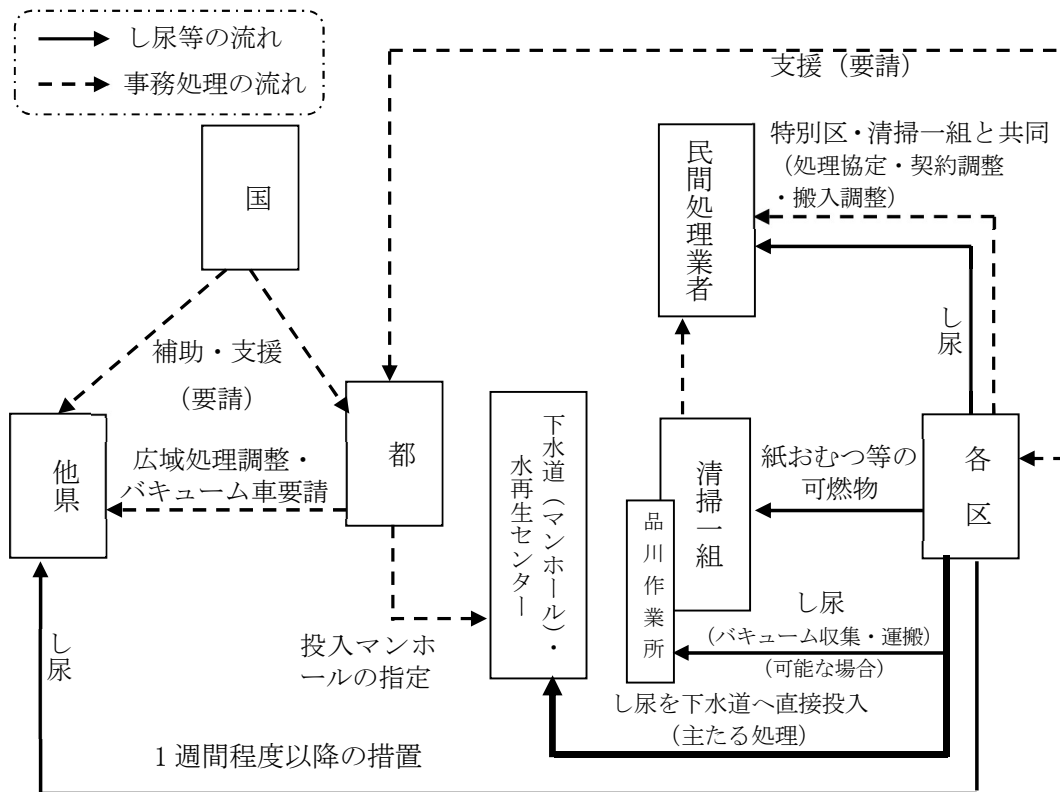 し尿等の流れ
事務処理の流れ
支援（要請）
国
民間処理業者
特別区・清掃一組と共同
（処理協定・契約調整
・搬入調整）
し尿
補助・支援
（要請）
他県
都
広域処理調整・
バキューム車要請
下水道（マンホール）・
水再生センター
清掃一組
品川作業所
紙おむつ等の
可燃物
各区
し尿
（バキューム収集・運搬）
（可能な場合）
投入マンホ
ールの指定
し尿
し尿を下水道へ直接投入
（主たる処理）
１週間程度以降の措置